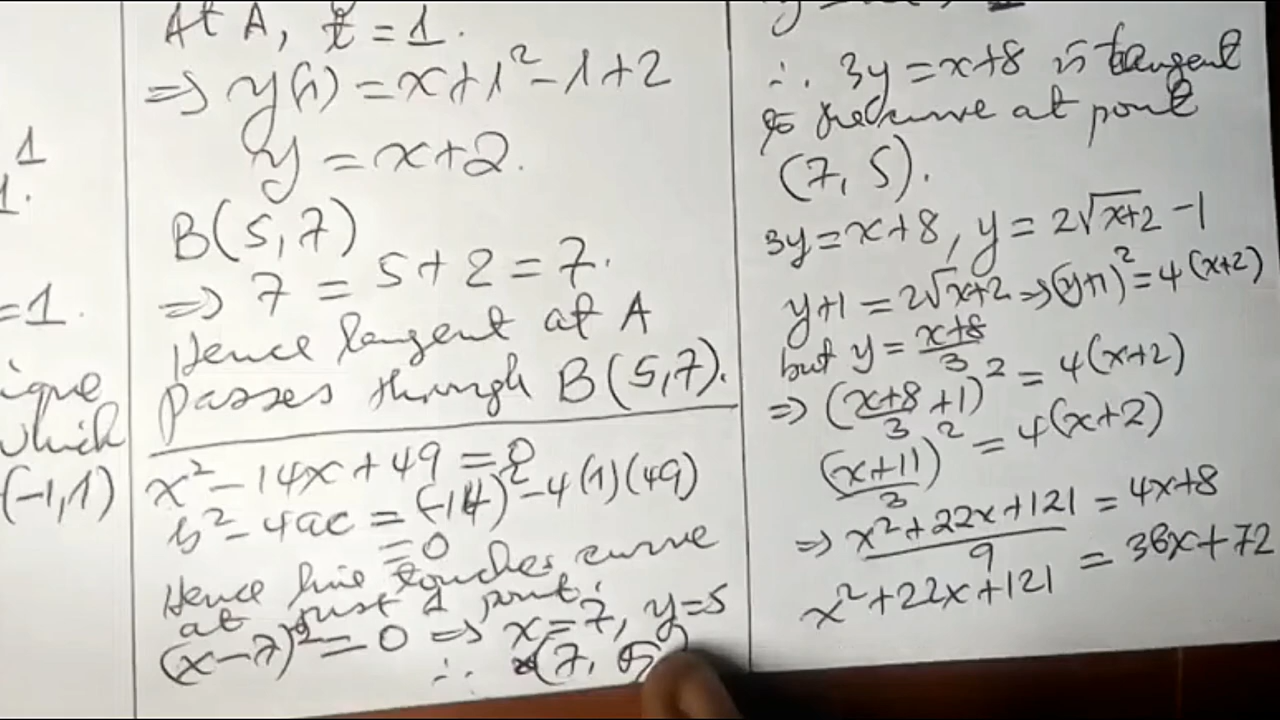 1
1.
=1.
ique
which
(-1,1)
At A, t = 1.
⇒ y(1) = x+1²-1+2
y = x+2.
B(5,7)
⇒ 7 = 5+2 = 7.
Hence tangent at A
passes through B(5,7).
x²-14x+49 = 0
b²-4ac = (-14)²-4(1)(49)
= 0
Hence line touches curve
at just 1 point.
(x-7)² = 0 ⇒ x=7, y=5
∴ (7, 5)
∴ 3y = x+8 is tangent
to the curve at point
(7, 5).
3y = x+8, y = 2√x+2 -1
y+1 = 2√x+2 ⇒ (y+1)² = 4(x+2)
but y = x+8/3
⇒ (x+8/3 +1)² = 4(x+2)
(x+11/3)² = 4(x+2)
⇒ x²+22x+121/9 = 4x+8
x²+22x+121 = 36x+72